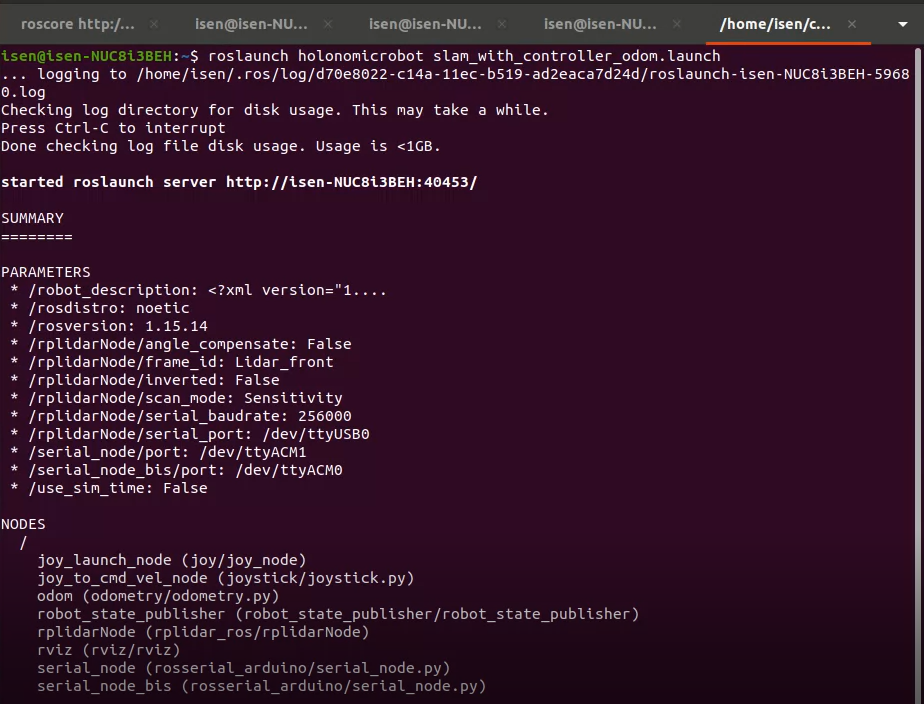 roscore http:/... × isen@isen-NU... × isen@isen-NU... × isen@isen-NU... × /home/isen/c... ×
isen@isen-NUC8i3BEH:~$ roslaunch holonomicrobot slam_with_controller_odom.launch
... logging to /home/isen/.ros/log/d70e8022-c14a-11ec-b519-ad2eaca7d24d/roslaunch-isen-NUC8i3BEH-5968
0.log
Checking log directory for disk usage. This may take a while.
Press Ctrl-C to interrupt
Done checking log file disk usage. Usage is <1GB.
started roslaunch server http://isen-NUC8i3BEH:40453/
SUMMARY
========
PARAMETERS
* /robot_description: <?xml version="1....
* /rosdistro: noetic
* /rosversion: 1.15.14
* /rplidarNode/angle_compensate: False
* /rplidarNode/frame_id: Lidar_front
* /rplidarNode/inverted: False
* /rplidarNode/scan_mode: Sensitivity
* /rplidarNode/serial_baudrate: 256000
* /rplidarNode/serial_port: /dev/ttyUSB0
* /serial_node/port: /dev/ttyACM1
* /serial_node_bis/port: /dev/ttyACM0
* /use_sim_time: False
NODES
/
joy_launch_node (joy/joy_node)
joy_to_cmd_vel_node (joystick/joystick.py)
odom (odometry/odometry.py)
robot_state_publisher (robot_state_publisher/robot_state_publisher)
rplidarNode (rplidar_ros/rplidarNode)
rviz (rviz/rviz)
serial_node (rosserial_arduino/serial_node.py)
serial_node_bis (rosserial_arduino/serial_node.py)